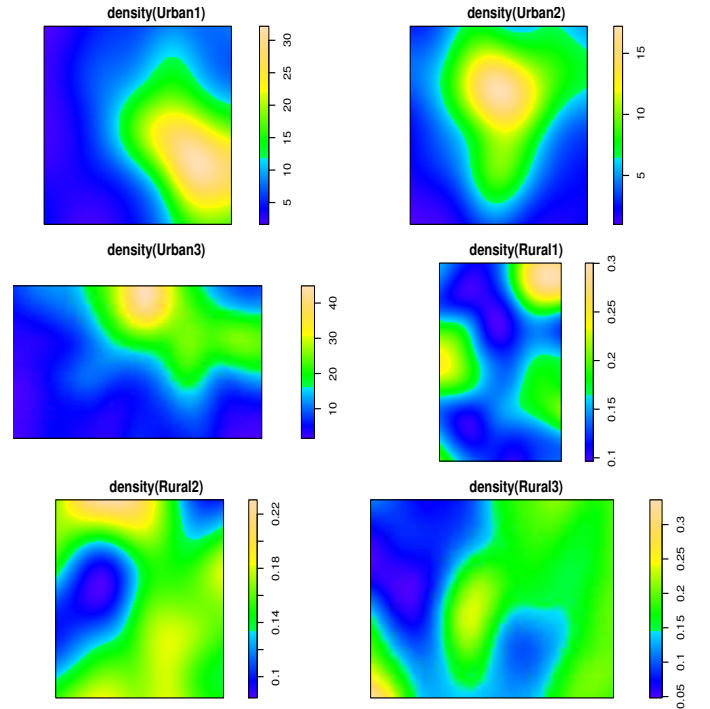 density(Urban1)
5 10 15 20 25 30
density(Urban2)
5 10 15
density(Urban3)
10 20 30 40
density(Rural1)
0.1 0.15 0.2 0.25 0.3
density(Rural2)
0.1 0.14 0.18 0.22
density(Rural3)
0.05 0.1 0.15 0.2 0.25 0.3